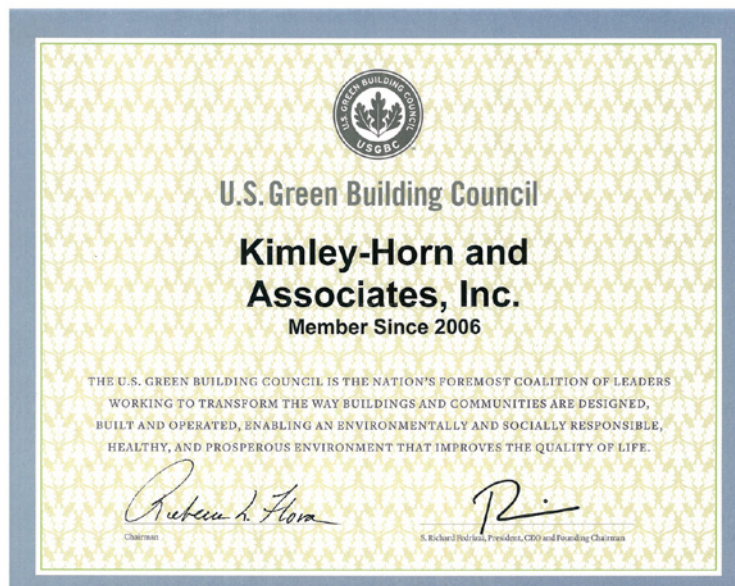 U.S. GREEN BUILDING COUNCIL
USGBC
U.S. Green Building Council
Kimley-Horn and
Associates, Inc.
Member Since 2006
THE U.S. GREEN BUILDING COUNCIL IS THE NATION'S FOREMOST COALITION OF LEADERS
WORKING TO TRANSFORM THE WAY BUILDINGS AND COMMUNITIES ARE DESIGNED,
BUILT AND OPERATED, ENABLING AN ENVIRONMENTALLY AND SOCIALLY RESPONSIBLE,
HEALTHY, AND PROSPEROUS ENVIRONMENT THAT IMPROVES THE QUALITY OF LIFE.
Chairman
S. Richard Fedrizzi, President, CEO and Founding Chairman